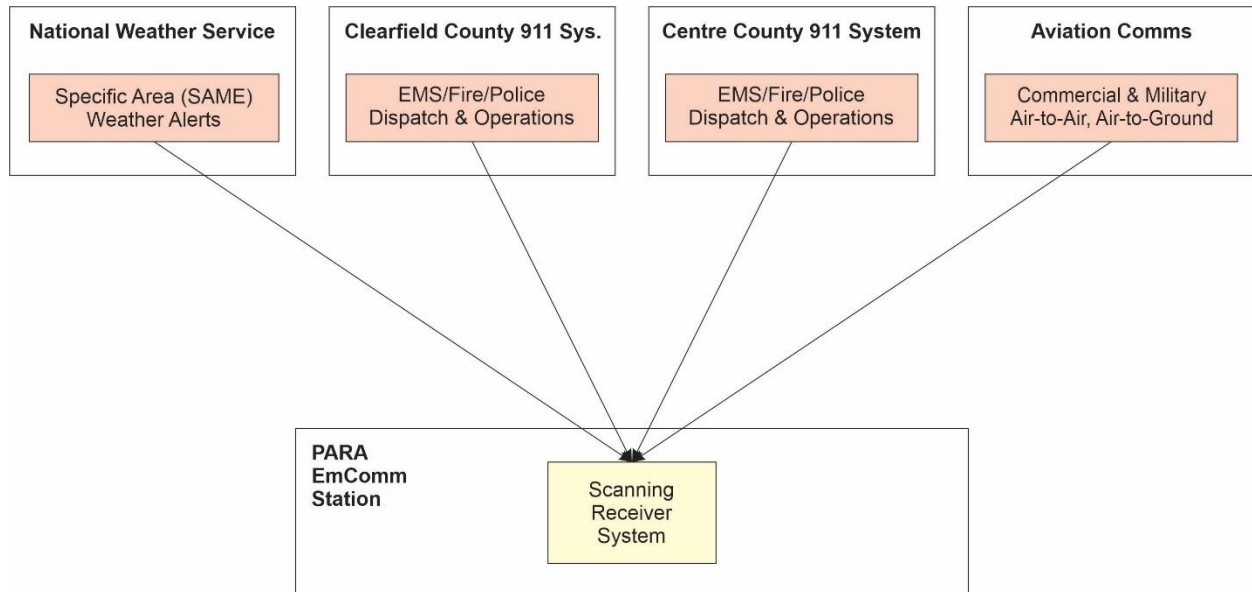 National Weather Service
Specific Area (SAME)
Weather Alerts
Clearfield County 911 Sys.
EMS/Fire/Police
Dispatch & Operations
Centre County 911 System
EMS/Fire/Police
Dispatch & Operations
Aviation Comms
Commercial & Military
Air-to-Air, Air-to-Ground
PARA
EmComm
Station
Scanning
Receiver
System